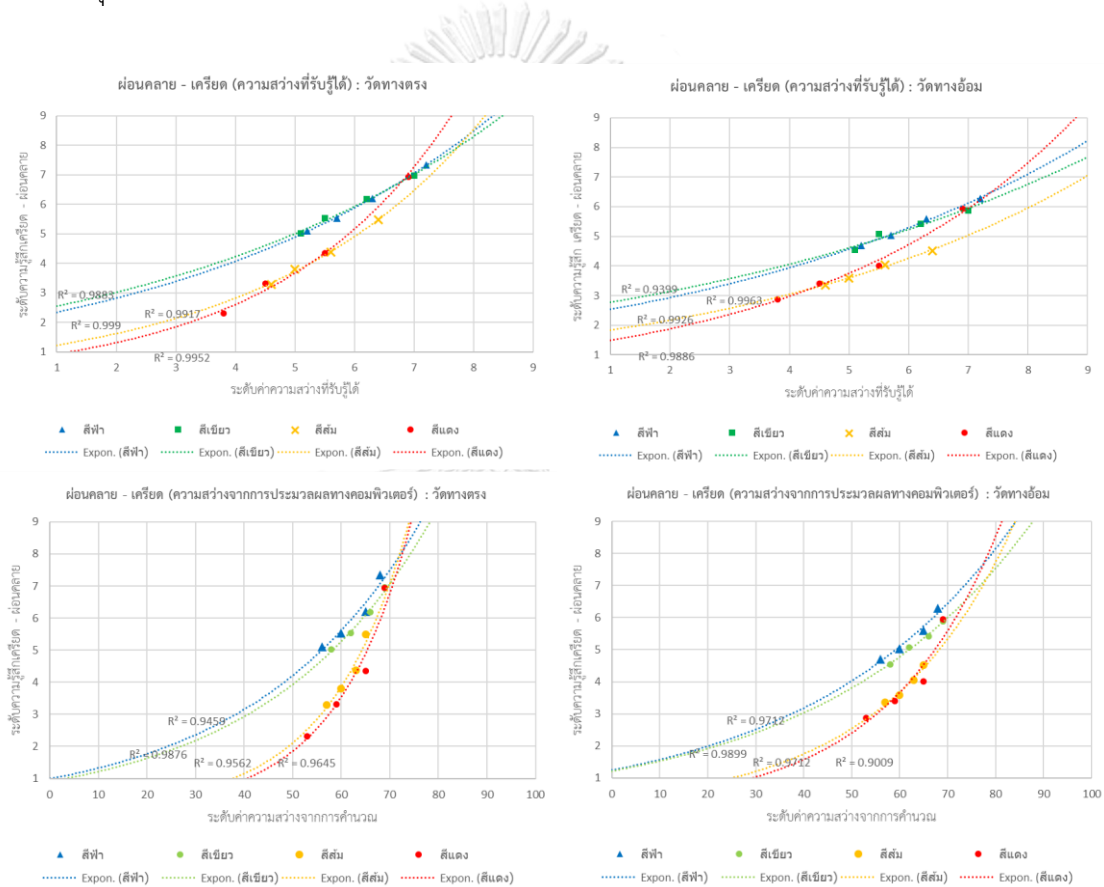 ผ่อนคลาย - เครียด (ความสว่างที่รับรู้ได้) : วัดทางตรง
9
8
7
6
5
4
3
2
1
ระดับความรู้สึกเครียด - ผ่อนคลาย
R² = 0.9883
R² = 0.999
R² = 0.9917
R² = 0.9952
1 2 3 4 5 6 7 8 9
ระดับค่าความสว่างที่รับรู้ได้
สีฟ้า สีเขียว สีส้ม สีแดง
Expon. (สีฟ้า) Expon. (สีเขียว) Expon. (สีส้ม) Expon. (สีแดง)
ผ่อนคลาย - เครียด (ความสว่างที่รับรู้ได้) : วัดทางอ้อม
9
8
7
6
5
4
3
2
1
ระดับความรู้สึก เครียด - ผ่อนคลาย
R² = 0.9399
R² = 0.9963
R² = 0.9926
R² = 0.9886
1 2 3 4 5 6 7 8 9
ระดับค่าความสว่างที่รับรู้ได้
สีฟ้า สีเขียว สีส้ม สีแดง
Expon. (สีฟ้า) Expon. (สีเขียว) Expon. (สีส้ม) Expon. (สีแดง)
ผ่อนคลาย - เครียด (ความสว่างจากการประมวลผลทางคอมพิวเตอร์) : วัดทางตรง
9
8
7
6
5
4
3
2
1
ระดับความรู้สึกเครียด - ผ่อนคลาย
R² = 0.9458
R² = 0.9876
R² = 0.9562
R² = 0.9645
0 10 20 30 40 50 60 70 80 90 100
ระดับค่าความสว่างจากการคำนวณ
สีฟ้า สีเขียว สีส้ม สีแดง
Expon. (สีฟ้า) Expon. (สีเขียว) Expon. (สีส้ม) Expon. (สีแดง)
ผ่อนคลาย - เครียด (ความสว่างจากการประมวลผลทางคอมพิวเตอร์) : วัดทางอ้อม
9
8
7
6
5
4
3
2
1
ระดับความรู้สึกเครียด - ผ่อนคลาย
R² = 0.9712
R² = 0.9899
R² = 0.9712
R² = 0.9009
0 10 20 30 40 50 60 70 80 90 100
ระดับค่าความสว่างจากการคำนวณ
สีฟ้า สีเขียว สีส้ม สีแดง
Expon. (สีฟ้า) Expon. (สีเขียว) Expon. (สีส้ม) Expon. (สีแดง)